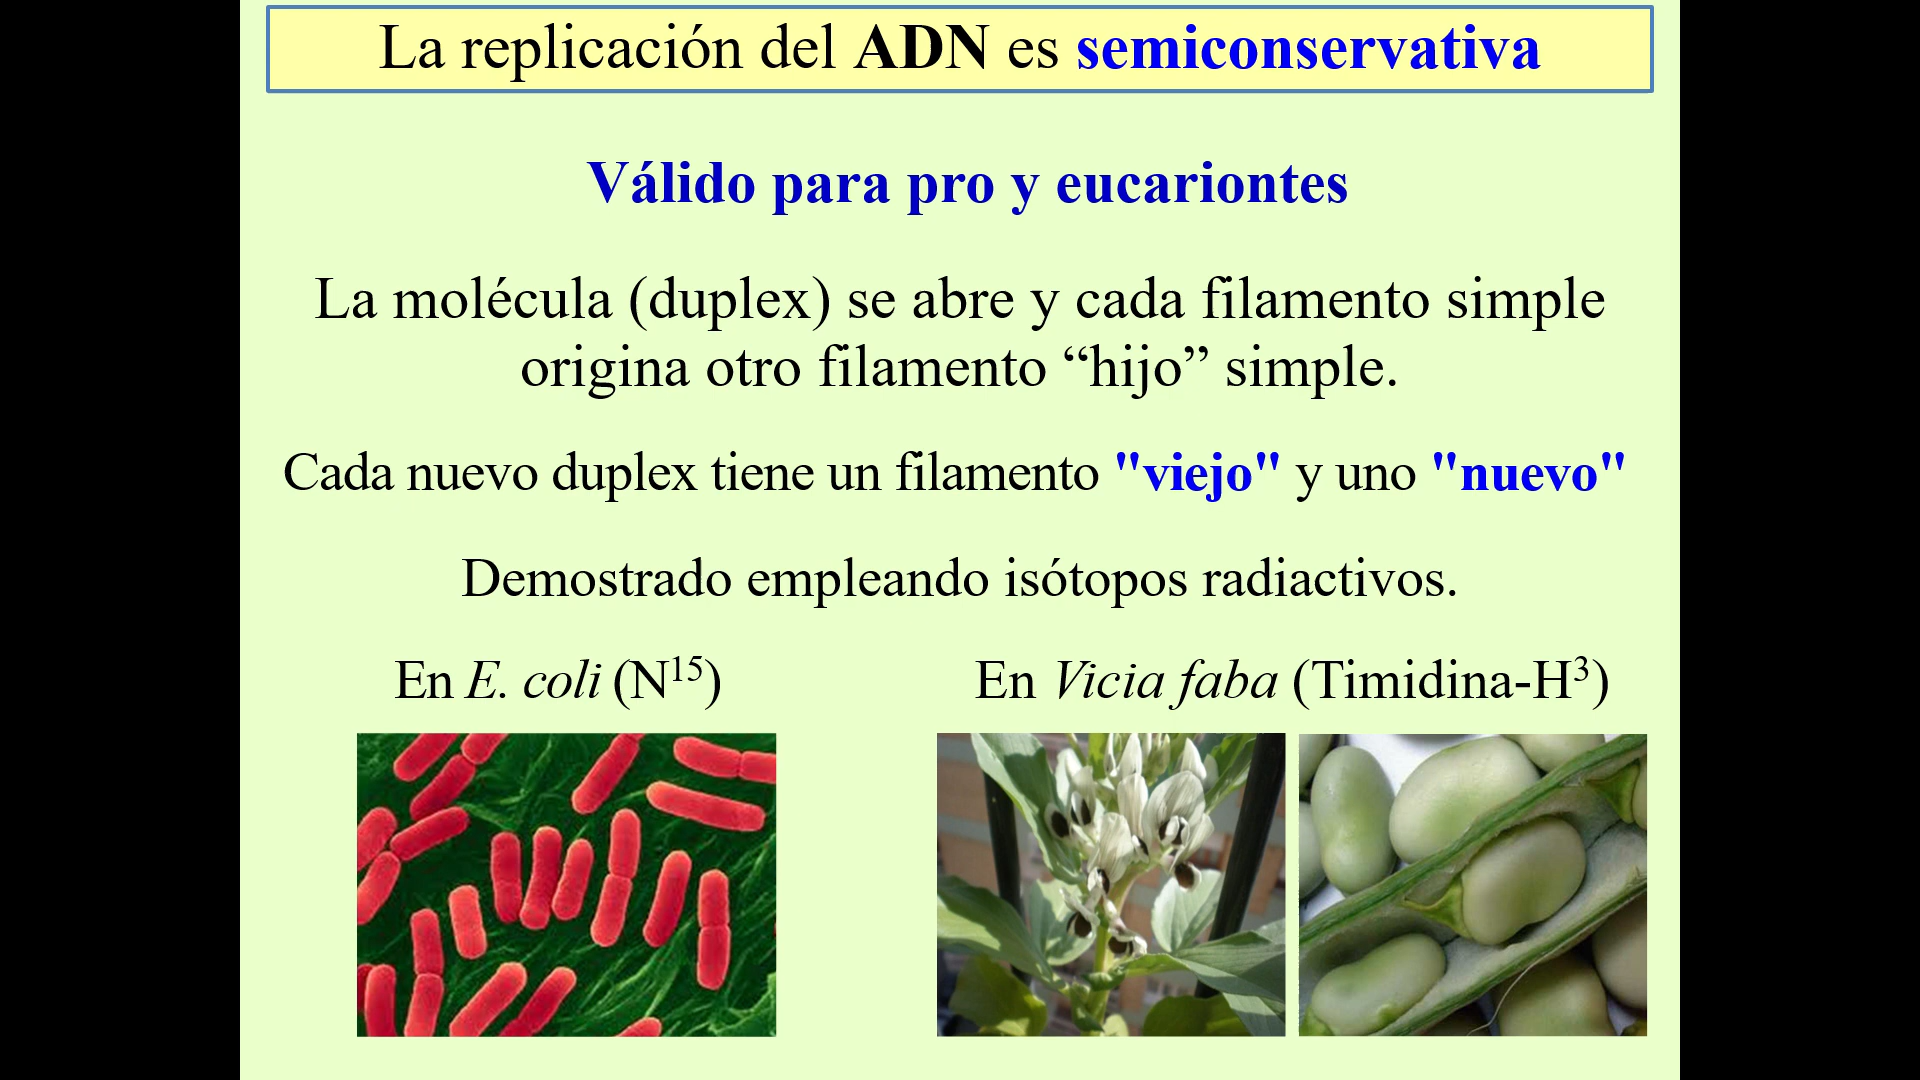 La replicación del ADN es semiconservativa
Válido para pro y eucariontes
La molécula (duplex) se abre y cada filamento simple
origina otro filamento “hijo” simple.
Cada nuevo duplex tiene un filamento "viejo" y uno "nuevo"
Demostrado empleando isótopos radiactivos.
En E. coli (N¹⁵)
En Vicia faba (Timidina-H³)